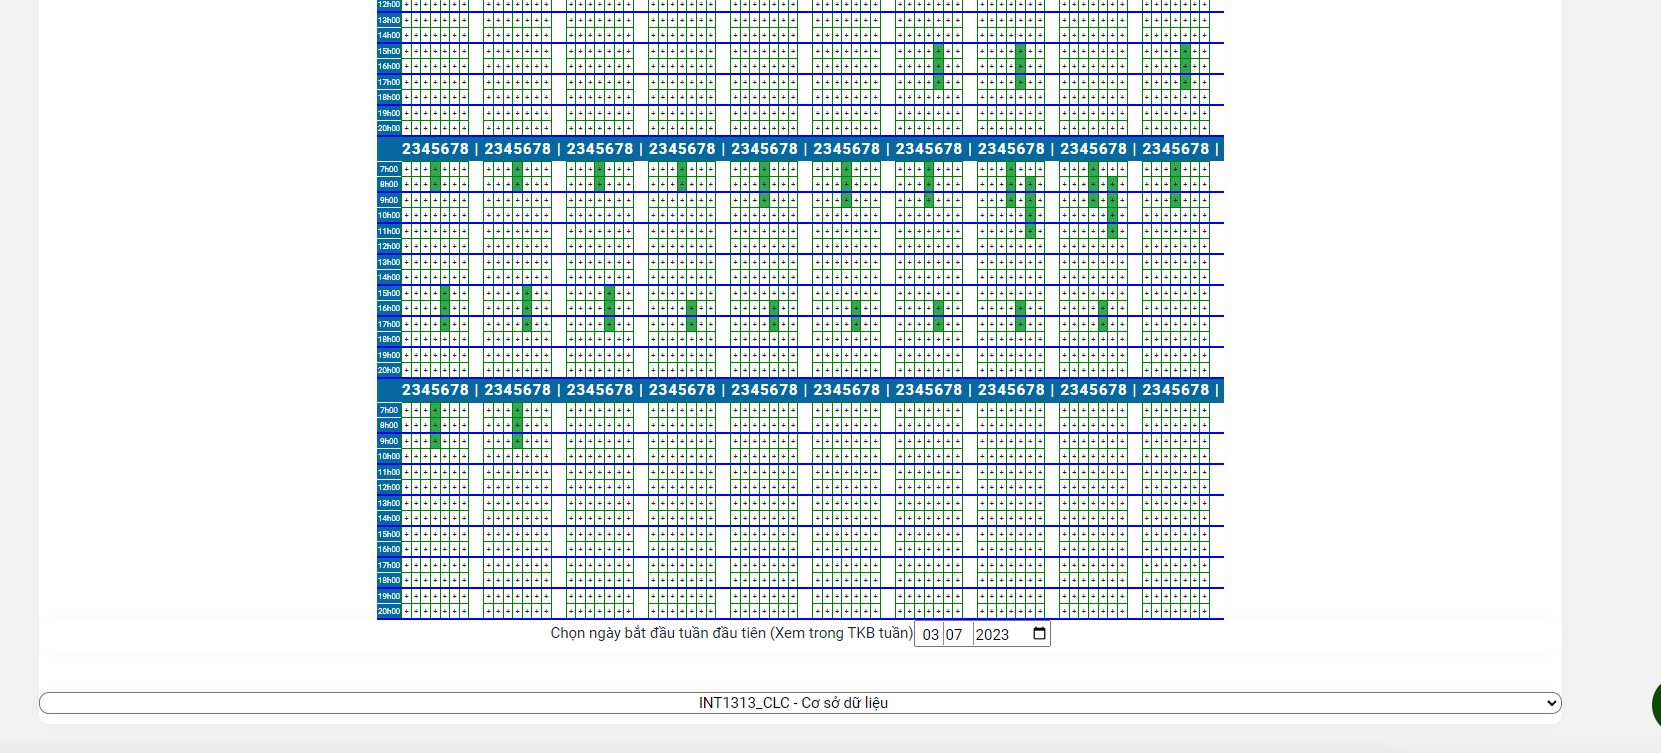 12h00
13h00
14h00
15h00
16h00
17h00
18h00
19h00
20h00
2345678 | 2345678 | 2345678 | 2345678 | 2345678 | 2345678 | 2345678 | 2345678 | 2345678 | 2345678 |
7h00
8h00
9h00
10h00
11h00
12h00
13h00
14h00
15h00
16h00
17h00
18h00
19h00
20h00
2345678 | 2345678 | 2345678 | 2345678 | 2345678 | 2345678 | 2345678 | 2345678 | 2345678 | 2345678 |
7h00
8h00
9h00
10h00
11h00
12h00
13h00
14h00
15h00
16h00
17h00
18h00
19h00
20h00
Chọn ngày bắt đầu tuần đầu tiên (Xem trong TKB tuần) 03 07 2023
INT1313_CLC - Cơ sở dữ liệu